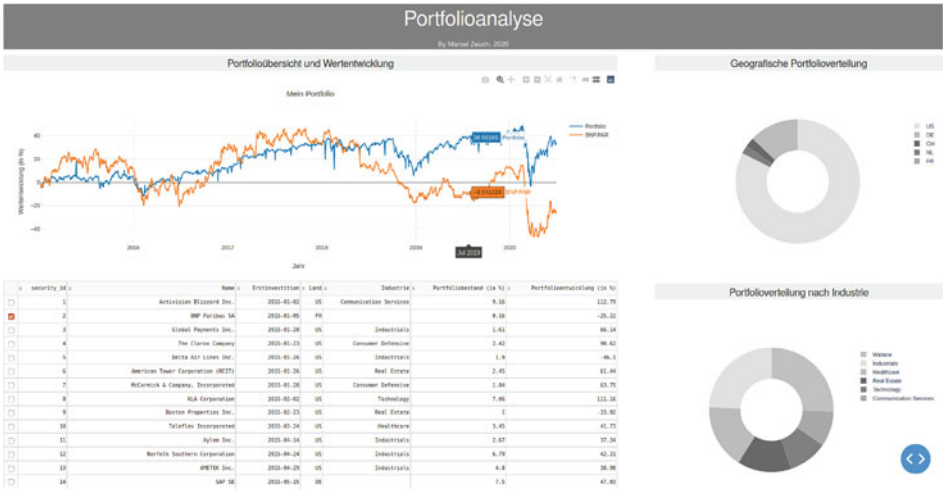 Portfolioanalyse
By Marcel Zeuch, 2020
Portfolioübersicht und Wertentwicklung
Mein Portfolio
Portfolio
BNP.PAR
Wertentwicklung (in %)
40
20
0
−20
−40
Portfolio
BNP.PAR
2016
2017
2018
2019
2020
Jul 2019
Jahr
security_id Name Erstinvestition Land Industrie Portfoliobestand (in %) Portfolioentwicklung (in %)
1 Activision Blizzard Inc. 2015-01-02 US Communication Services 9.16 112.79
2 BNP Paribas SA 2015-01-05 FR 0.16 -25.22
3 Global Payments Inc. 2015-01-20 US Industrials 1.61 66.14
4 The Clorox Company 2015-01-23 US Consumer Defensive 2.42 90.62
5 Delta Air Lines Inc. 2015-01-26 US Industrials 1.9 -46.1
6 American Tower Corporation (REIT) 2015-01-26 US Real Estate 2.45 61.44
7 McCormick & Company, Incorporated 2015-01-28 US Consumer Defensive 1.84 63.75
8 KLA Corporation 2015-02-02 US Technology 7.06 111.16
9 Boston Properties Inc. 2015-02-23 US Real Estate 1 -33.92
10 Teleflex Incorporated 2015-03-24 US Healthcare 3.45 41.73
11 Xylem Inc. 2015-04-14 US Industrials 2.67 37.34
12 Norfolk Southern Corporation 2015-04-24 US Industrials 6.79 42.21
13 AMETEK Inc. 2015-04-29 US Industrials 4.8 38.98
14 SAP SE 2015-05-15 DE 7.5 47.03
Geografische Portfolioverteilung
US
DE
CH
NL
FR
Portfolioverteilung nach Industrie
Weitere
Industrials
Healthcare
Real Estate
Technology
Communication Services